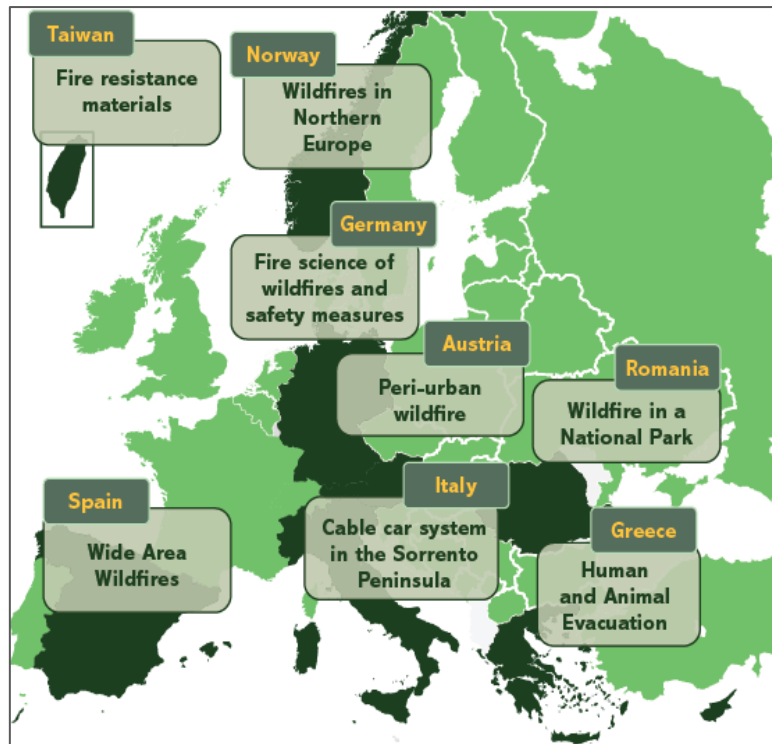 Taiwan
Fire resistance
materials
Norway
Wildfires in
Northern
Europe
Germany
Fire science of
wildfires and
safety measures
Austria
Peri-urban
wildfire
Romania
Wildfire in a
National Park
Spain
Wide Area
Wildfires
Italy
Cable car system
in the Sorrento
Peninsula
Greece
Human
and Animal
Evacuation